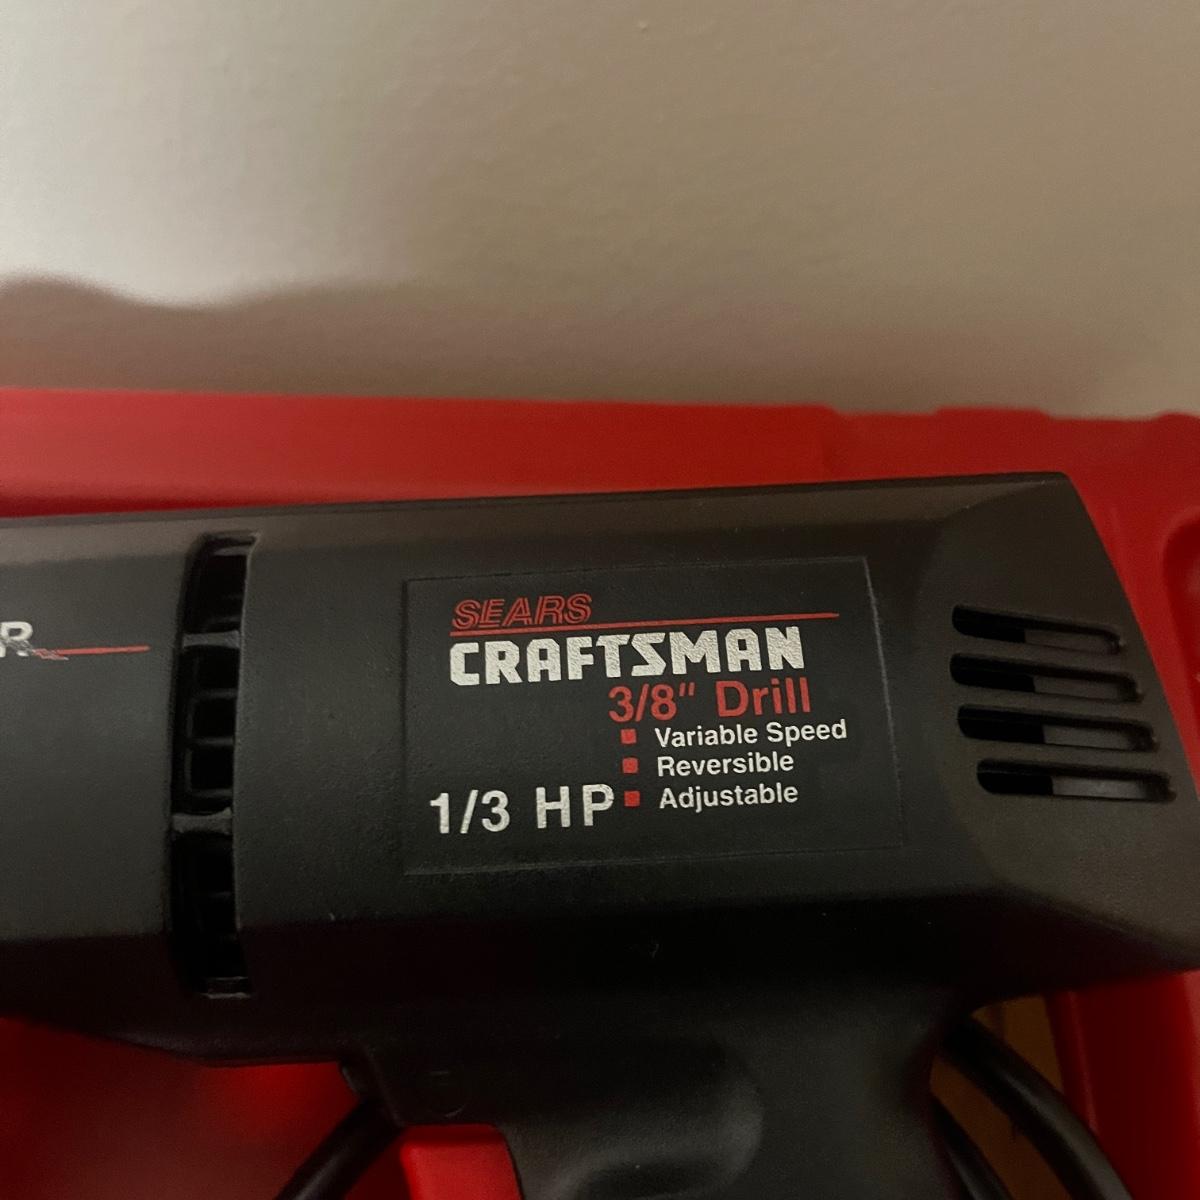 SEARS
CRAFTSMAN
3/8" Drill
■ Variable Speed
■ Reversible
■ Adjustable
1/3 HP